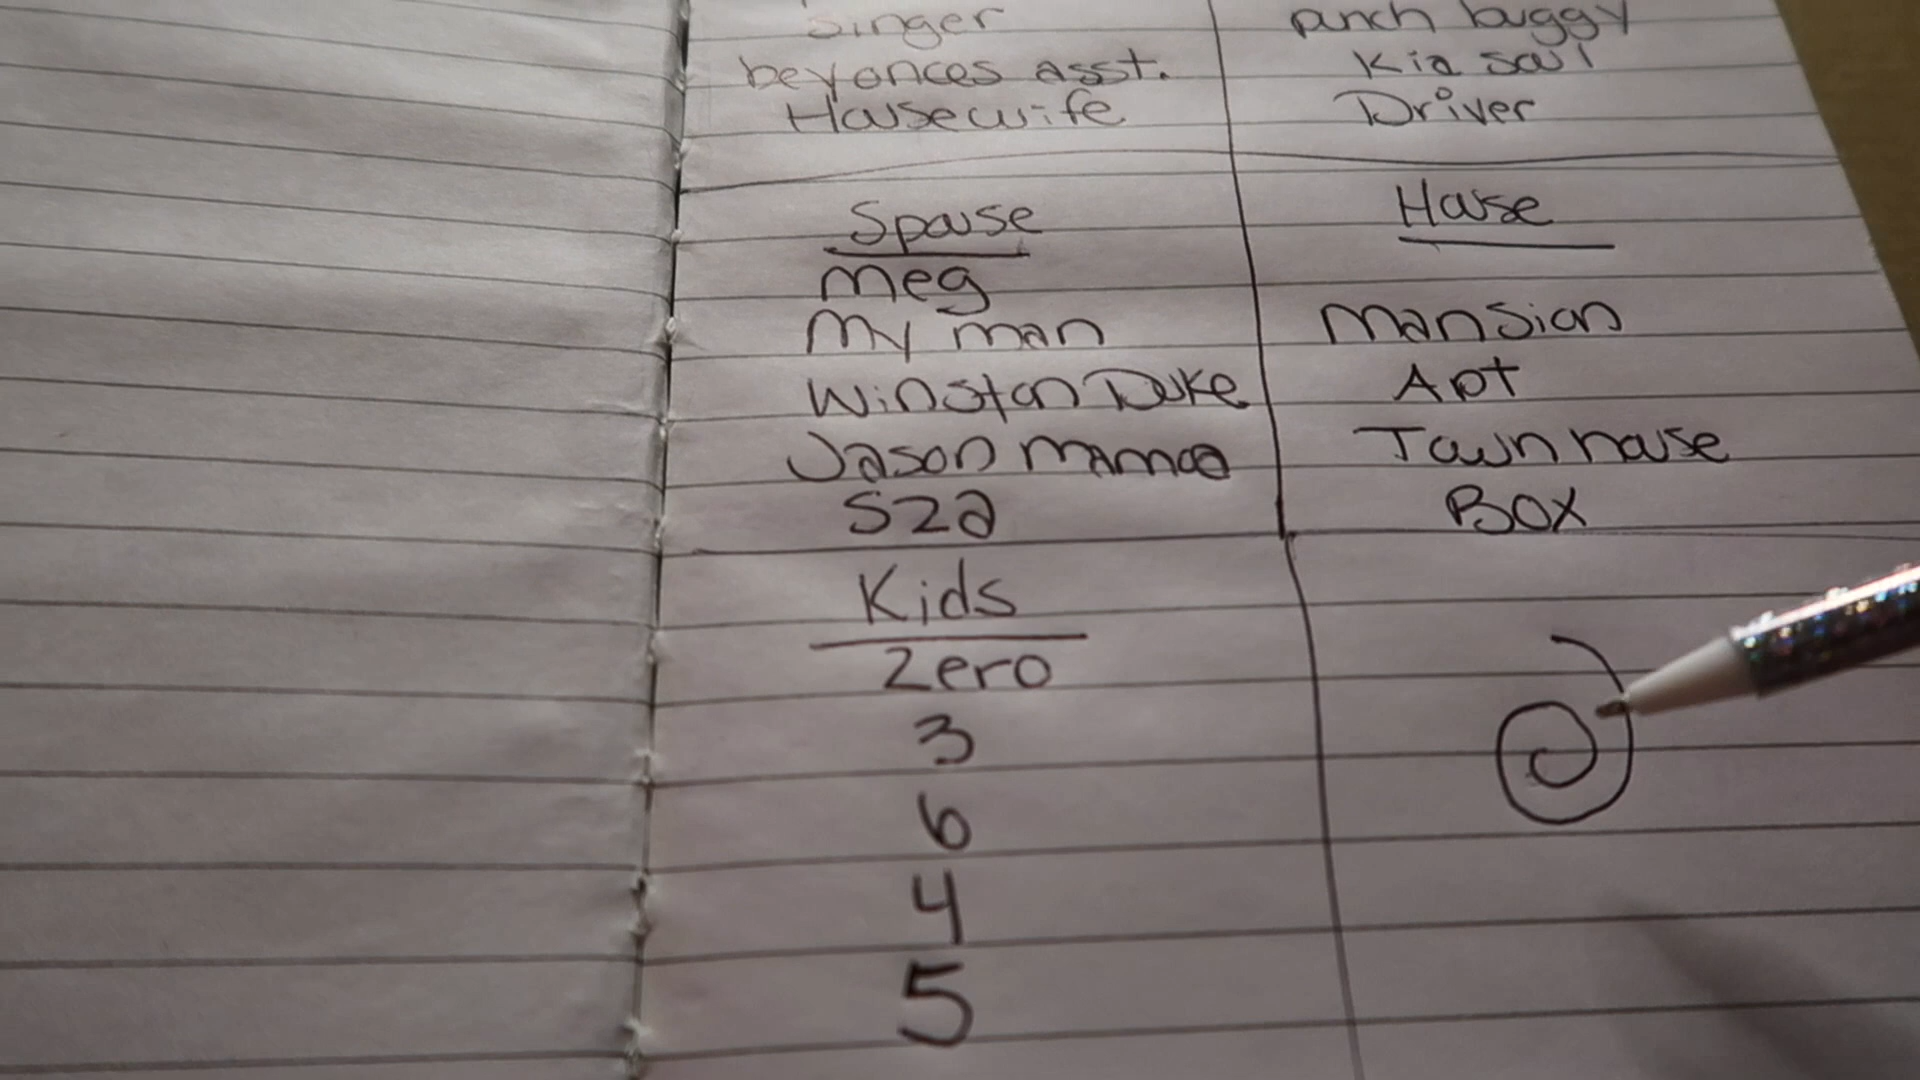 Singer
beyonces asst.
Housewife
punch buggy
Kia soul
Driver
Spouse
Meg
My man
Winston Duke
Jason Mamoa
Sza
House
Mansion
Apt
Town house
Box
Kids
Zero
3
6
4
5